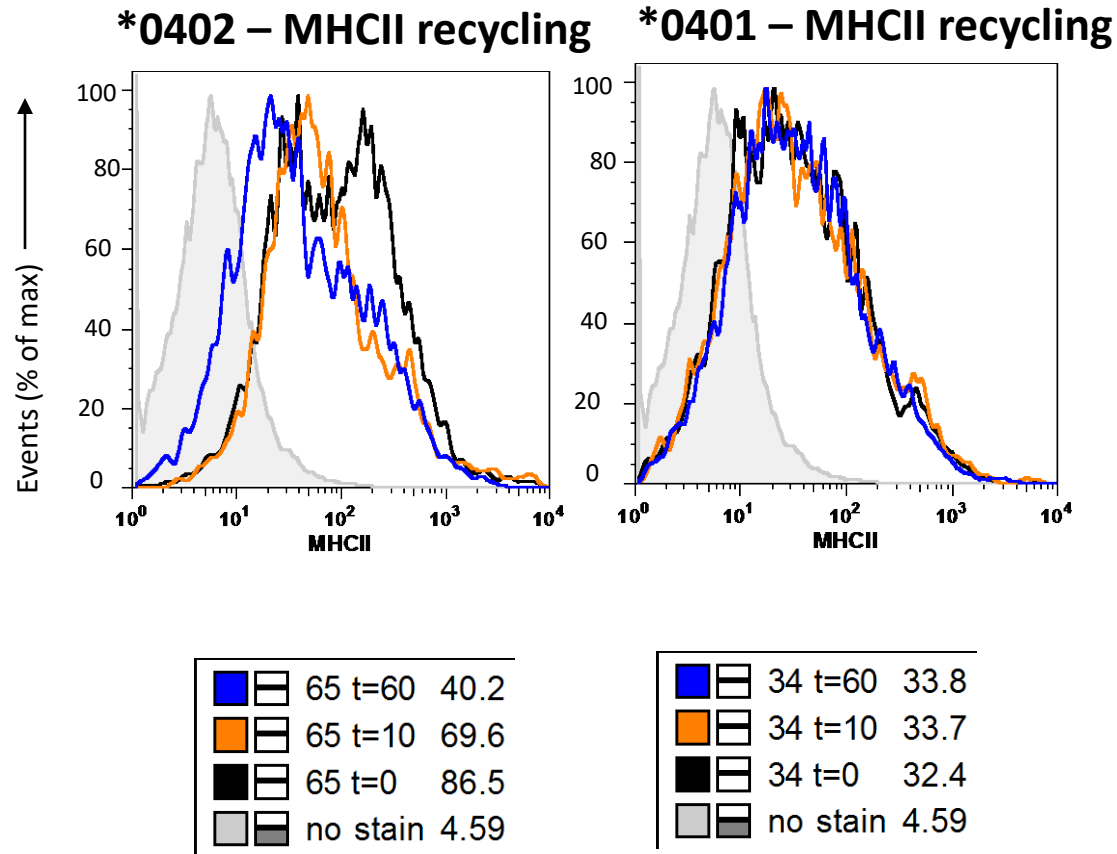 *0402 – MHCII recycling
*0401 – MHCII recycling
Events (% of max)
100
80
60
40
20
0
10⁰ 10¹ 10² 10³ 10⁴
MHCII
100
80
60
40
20
0
10⁰ 10¹ 10² 10³ 10⁴
MHCII
65 t=60 40.2
65 t=10 69.6
65 t=0 86.5
no stain 4.59
34 t=60 33.8
34 t=10 33.7
34 t=0 32.4
no stain 4.59